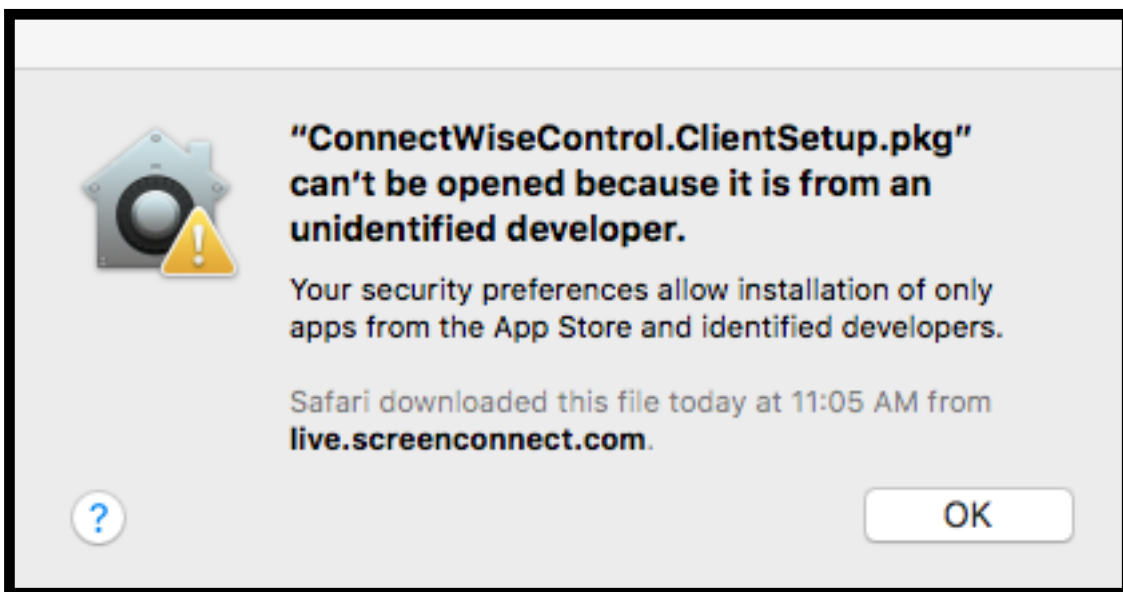 “ConnectWiseControl.ClientSetup.pkg”
can’t be opened because it is from an
unidentified developer.
Your security preferences allow installation of only
apps from the App Store and identified developers.
Safari downloaded this file today at 11:05 AM from
live.screenconnect.com.
?
OK